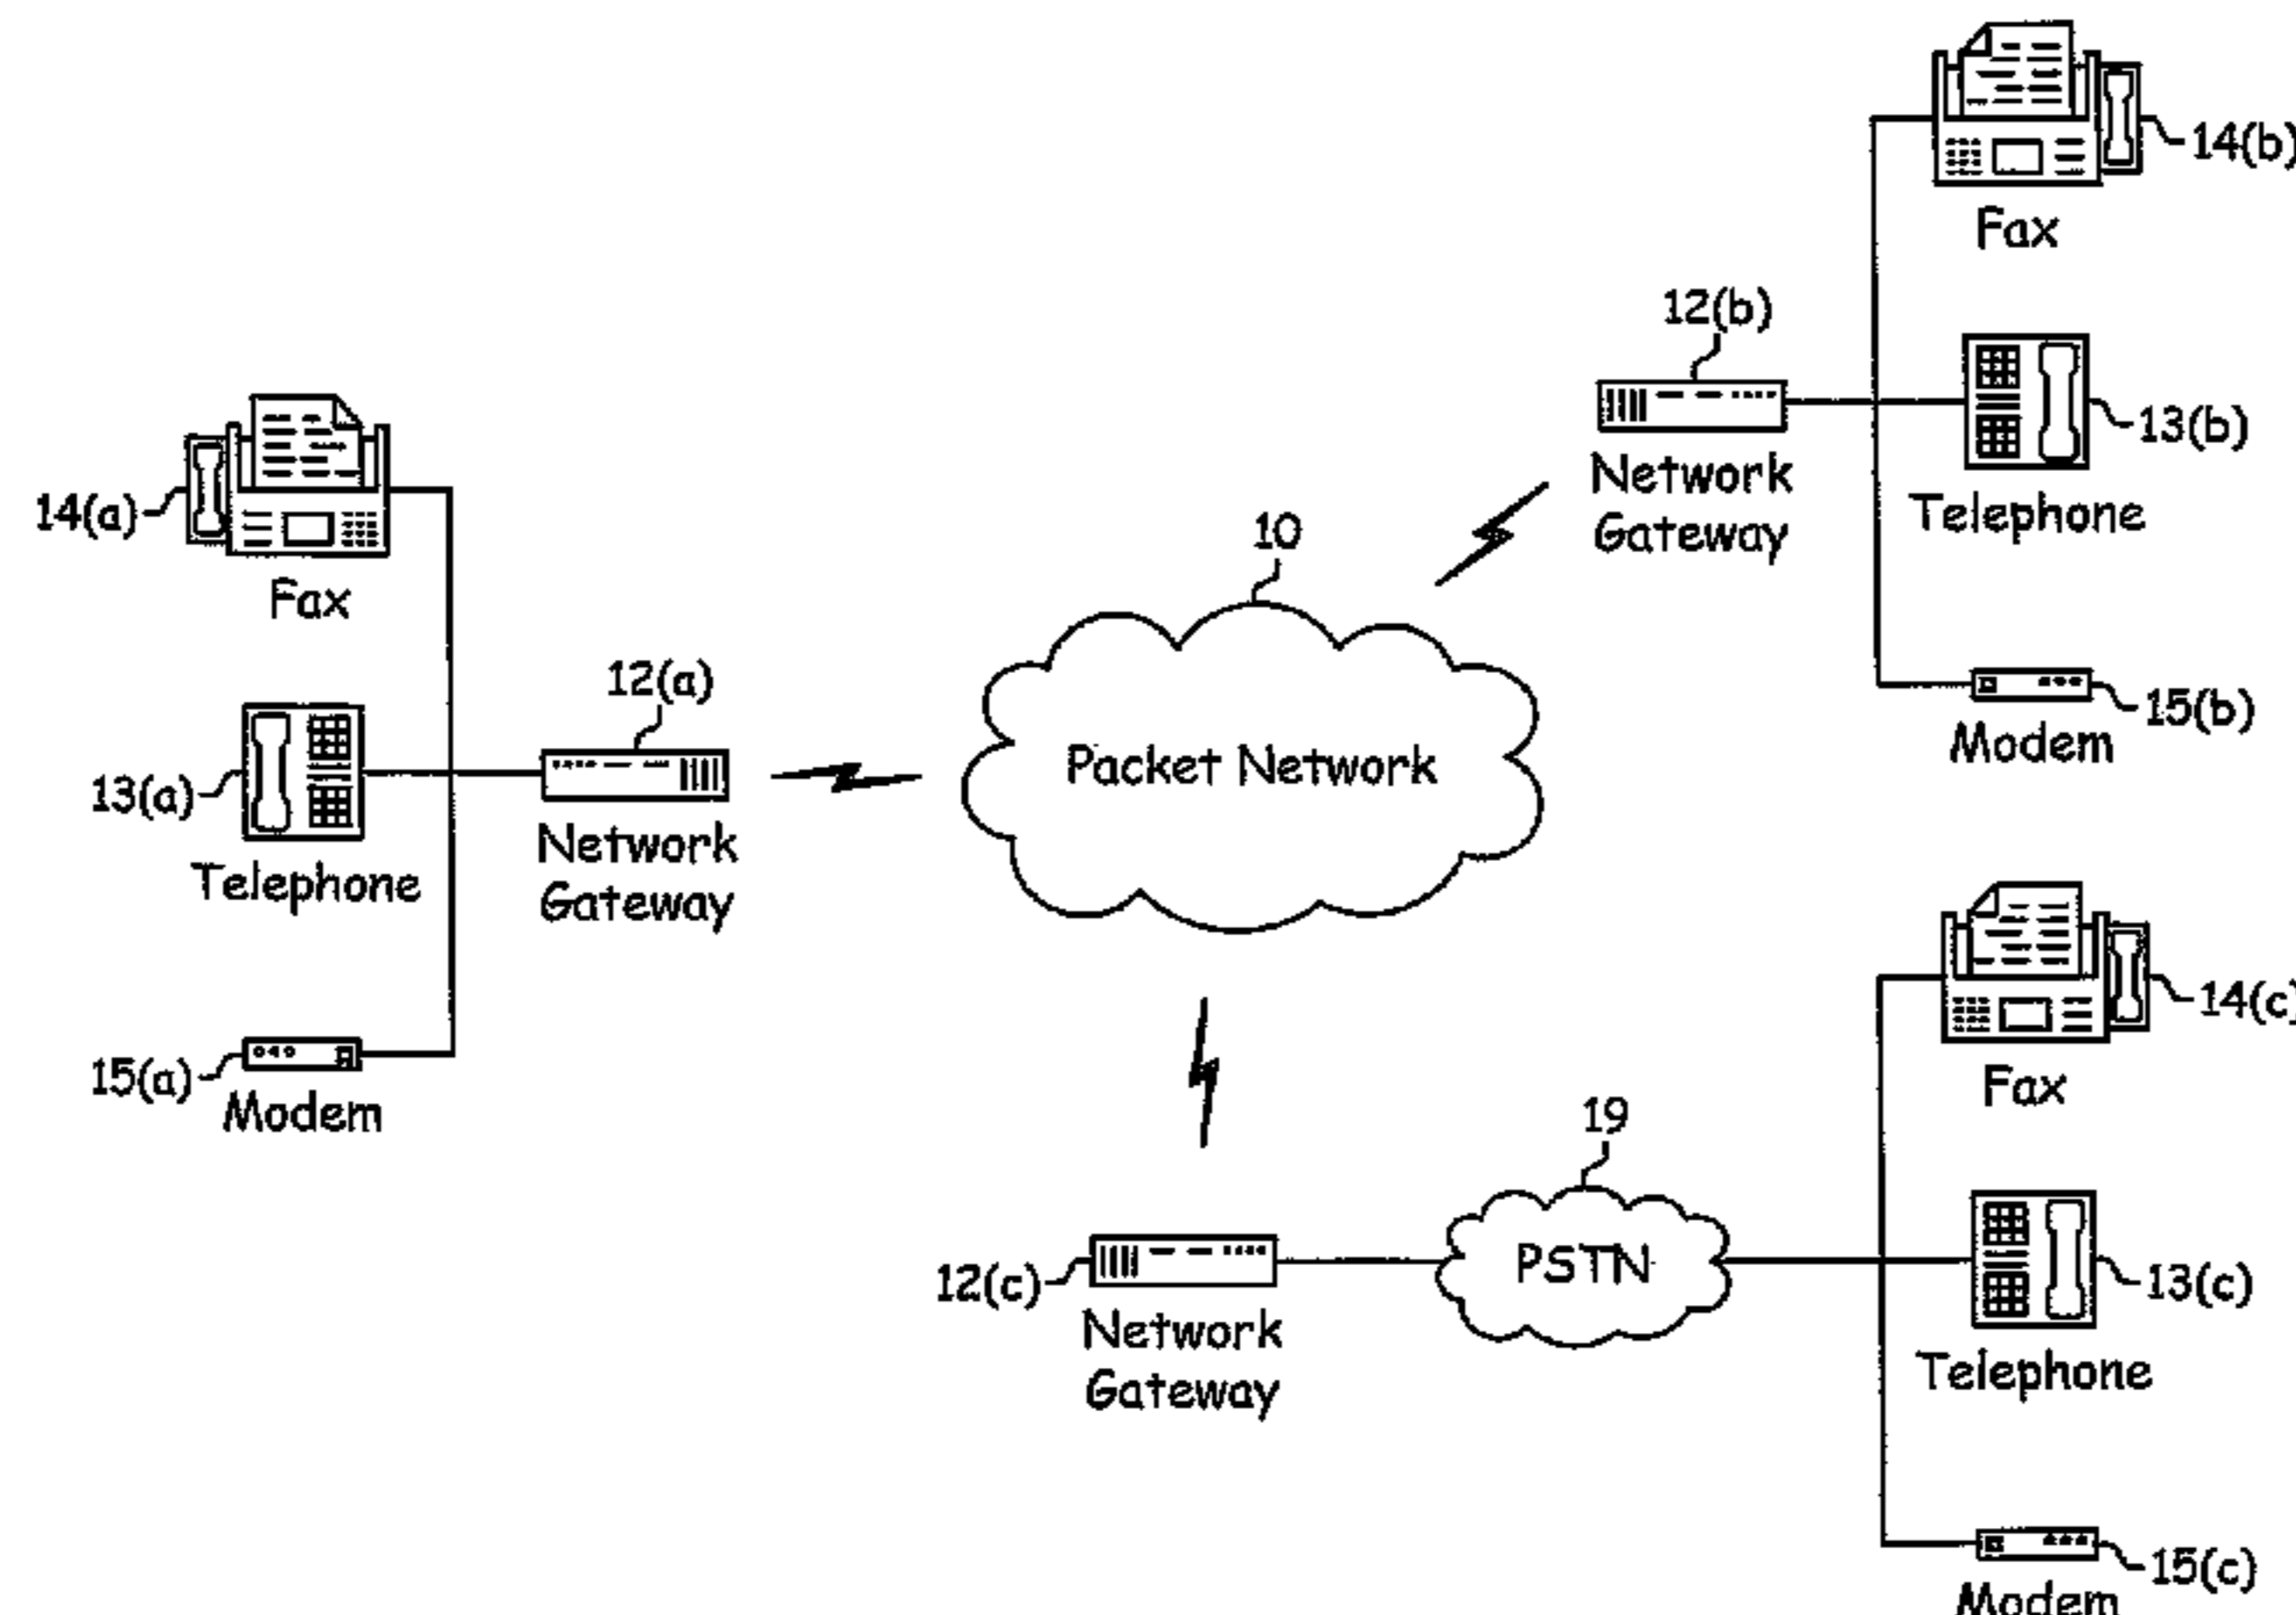 14(b)
Fax
12(b)
13(b)
Network
Gateway
Telephone
14(a)
Fax
10
12(a)
15(b)
Modem
Packet Network
13(a)
Network
Gateway
Telephone
14(c)
Fax
15(a)
Modem
19
12(c)
PSTN
13(c)
Network
Gateway
Telephone
15(c)
Modem